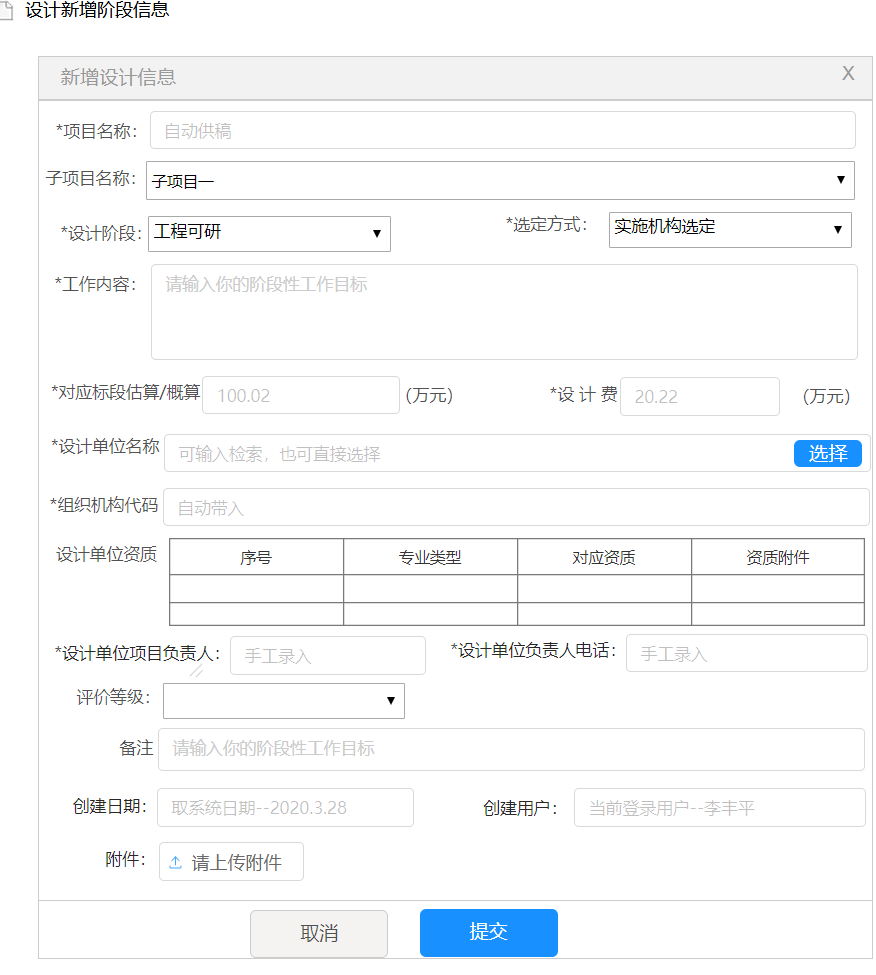 设计新增阶段信息
新增设计信息 X
*项目名称: 自动供稿
子项目名称: 子项目一 ▼
*设计阶段: 工程可研 ▼ *选定方式: 实施机构选定 ▼
*工作内容: 请输入你的阶段性工作目标
*对应标段估算/概算 100.02 (万元) *设 计 费 20.22 (万元)
*设计单位名称 可输入检索，也可直接选择 选择
*组织机构代码 自动带入
设计单位资质 序号 专业类型 对应资质 资质附件
*设计单位项目负责人: 手工录入 *设计单位负责人电话: 手工录入
评价等级: ▼
备注 请输入你的阶段性工作目标
创建日期: 取系统日期--2020.3.28 创建用户: 当前登录用户--李丰平
附件: 请上传附件
取消 提交